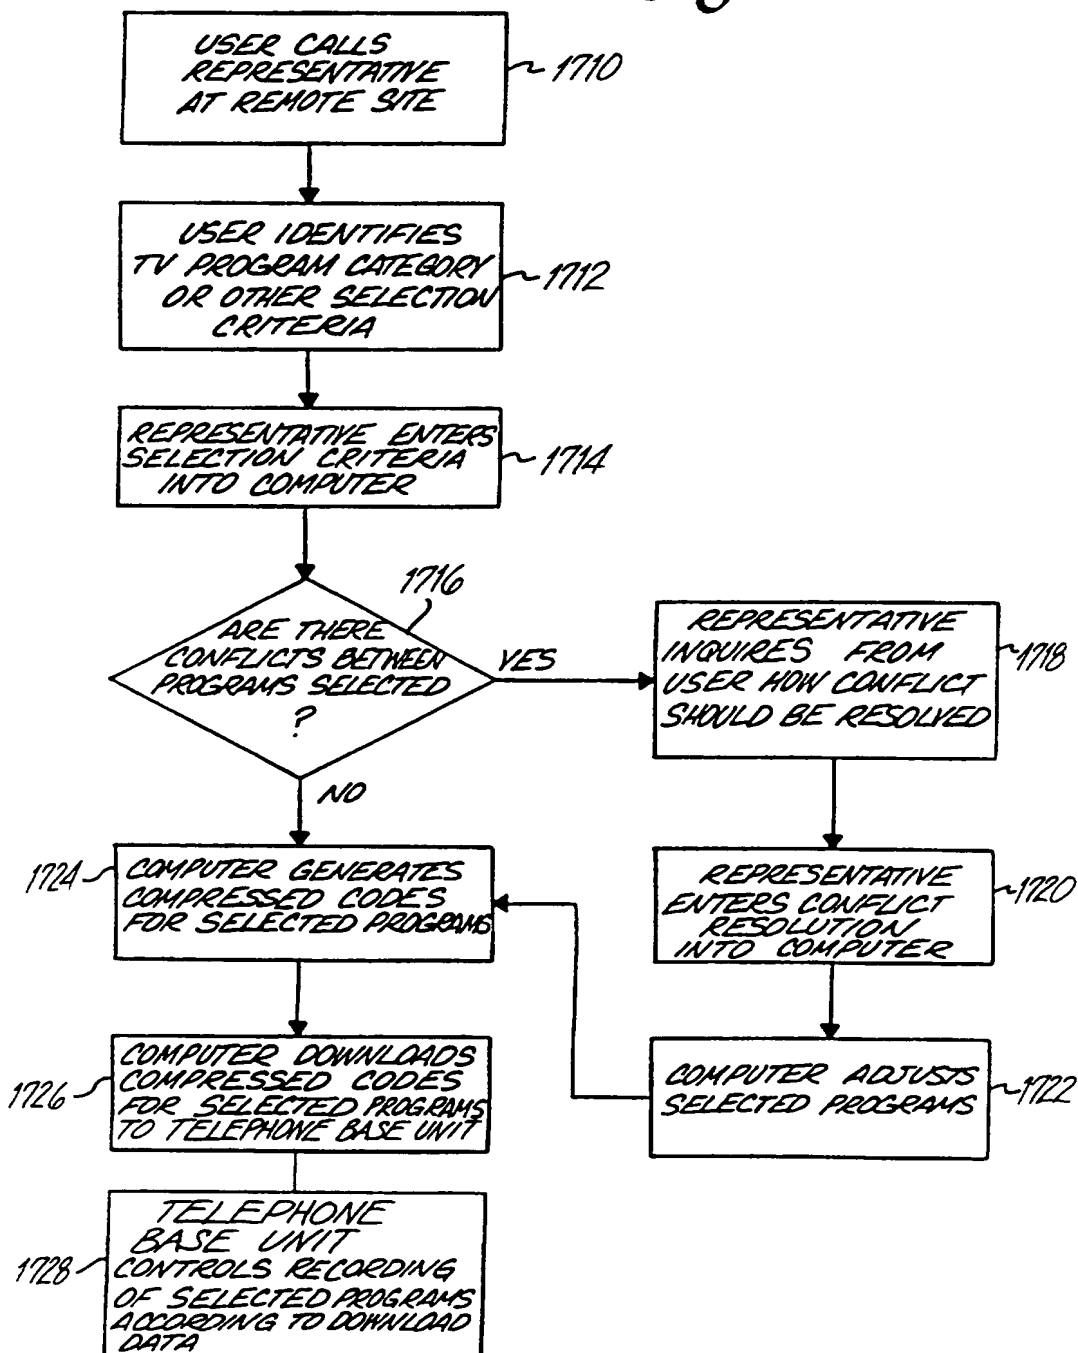 USER CALLS
REPRESENTATIVE
AT REMOTE SITE
1710
USER IDENTIFIES
TV PROGRAM CATEGORY
OR OTHER SELECTION
CRITERIA
1712
REPRESENTATIVE ENTERS
SELECTION CRITERIA
INTO COMPUTER
1714
1716
ARE THERE
CONFLICTS BETWEEN
PROGRAMS SELECTED
?
YES
NO
REPRESENTATIVE
INQUIRES FROM
USER HOW CONFLICT
SHOULD BE RESOLVED
1718
REPRESENTATIVE
ENTERS CONFLICT
RESOLUTION
INTO COMPUTER
1720
COMPUTER ADJUSTS
SELECTED PROGRAMS
1722
1724
COMPUTER GENERATES
COMPRESSED CODES
FOR SELECTED PROGRAMS
1726
COMPUTER DOWNLOADS
COMPRESSED CODES
FOR SELECTED PROGRAMS
TO TELEPHONE BASE UNIT
1728
TELEPHONE
BASE UNIT
CONTROLS RECORDING
OF SELECTED PROGRAMS
ACCORDING TO DOWNLOAD
DATA